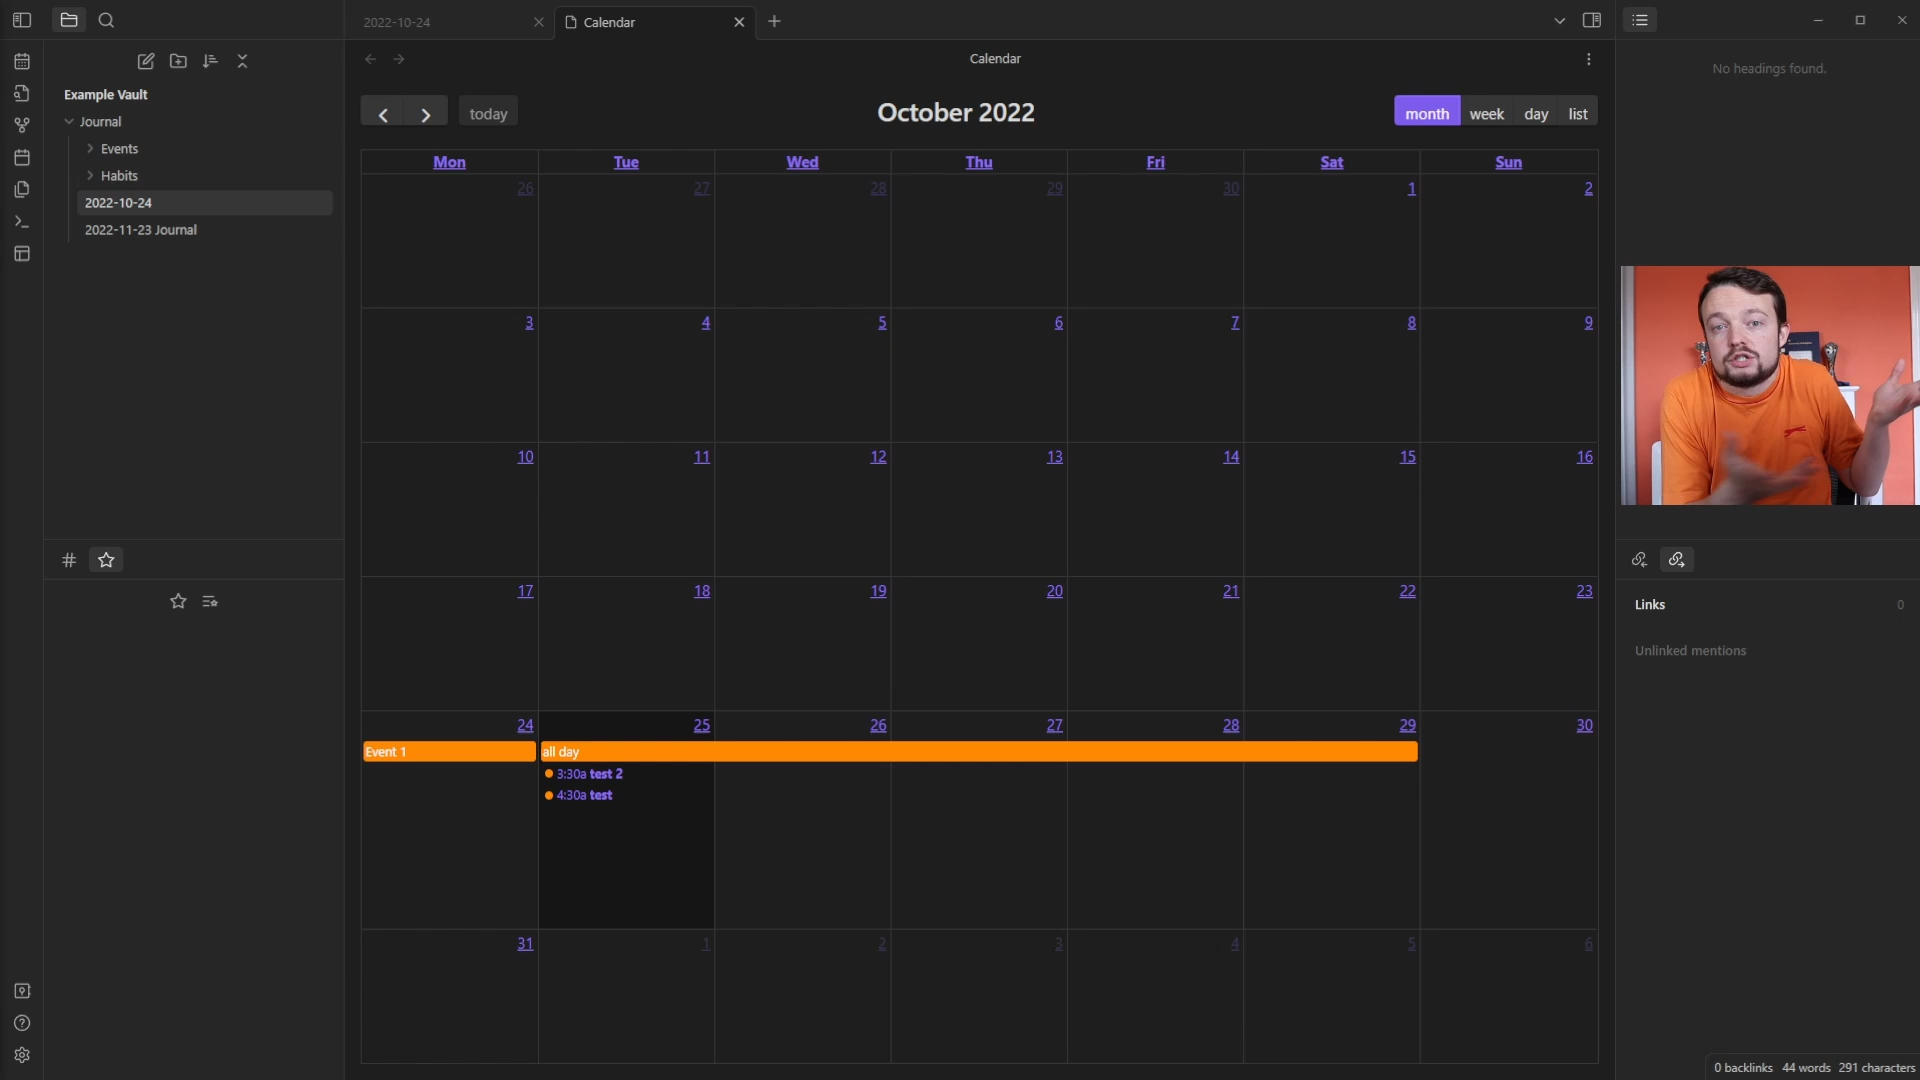 2022-10-24
Calendar
Calendar
No headings found.
Example Vault
Journal
Events
Habits
2022-10-24
2022-11-23 Journal
today
October 2022
month week day list
Mon Tue Wed Thu Fri Sat Sun
26 27 28 29 30 1 2
3 4 5 6 7 8 9
10 11 12 13 14 15 16
17 18 19 20 21 22 23
24 25 26 27 28 29 30
Event 1 all day
3:30a test 2
4:30a test
31 1 2 3 4 5 6
Links 0
Unlinked mentions
0 backlinks 44 words 291 characters